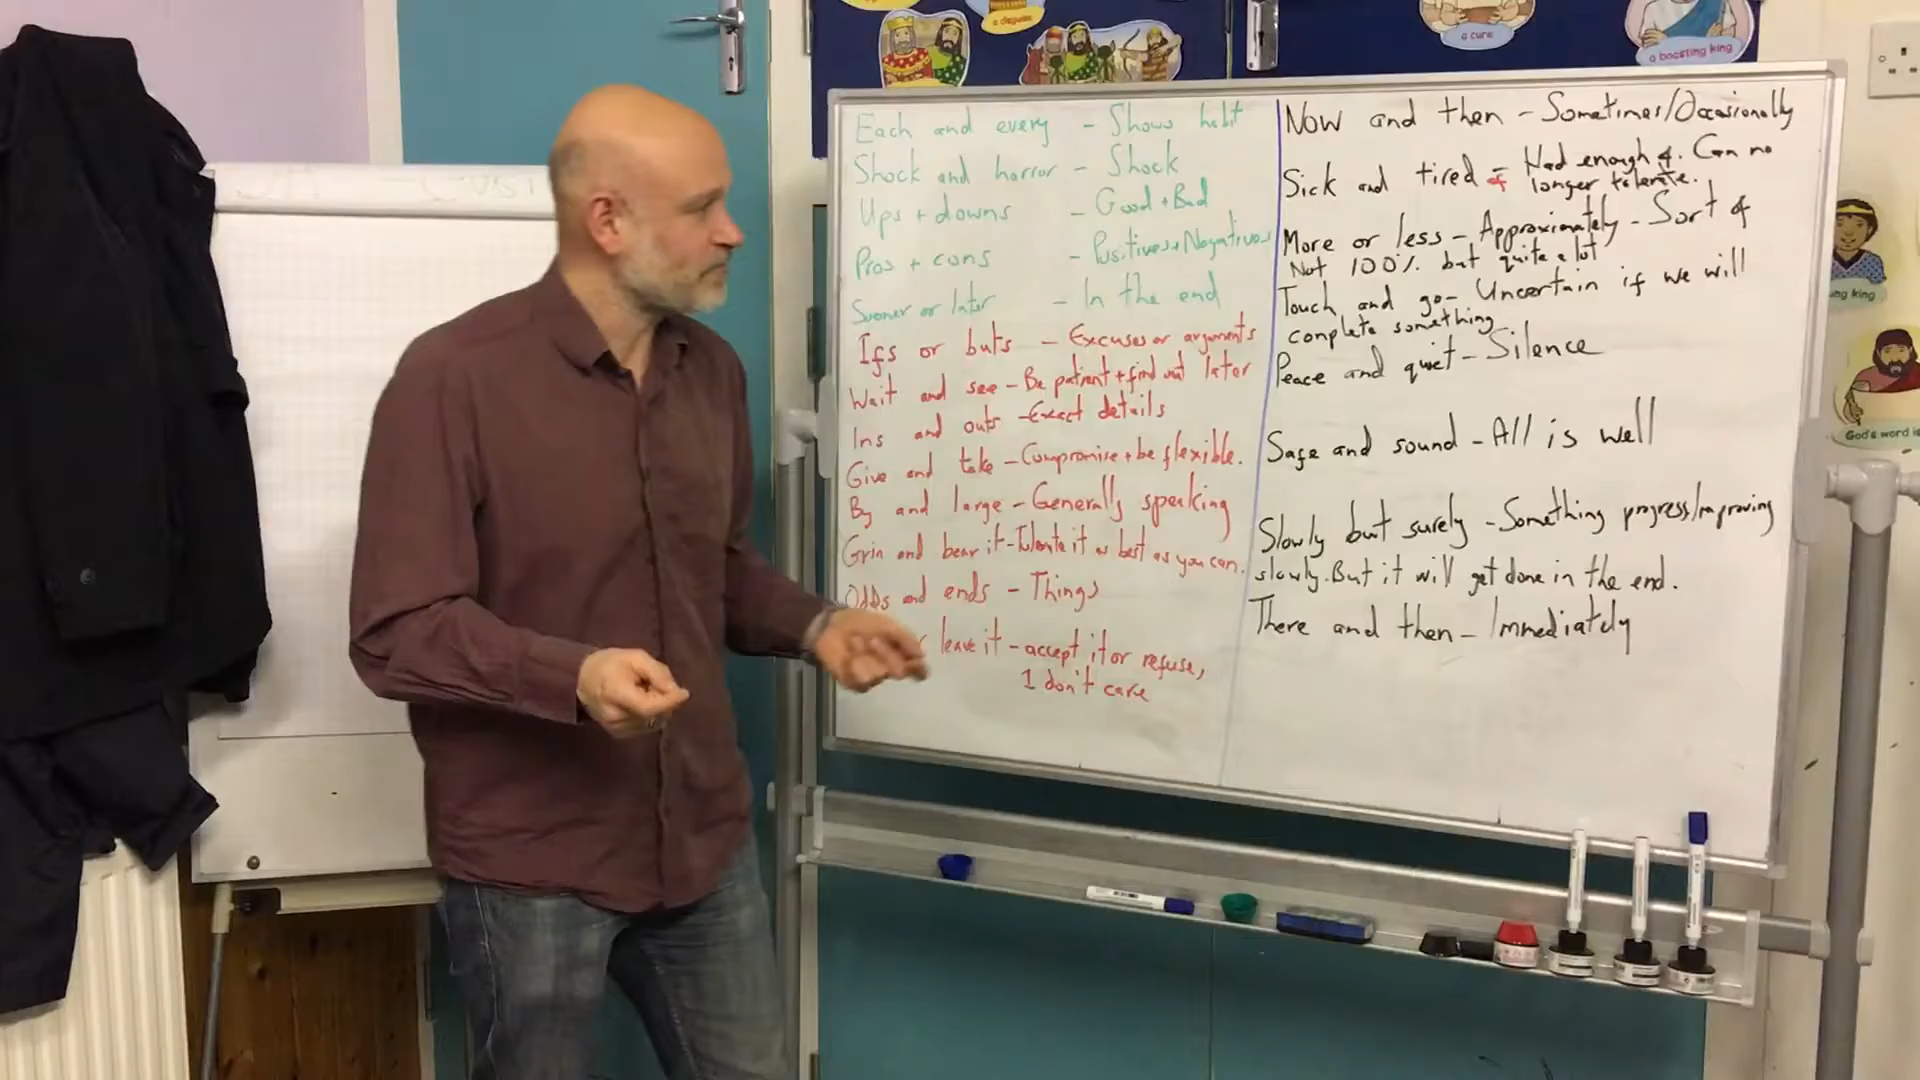 a disguise
a cure
a boasting king
Each and every - Shows habit
Shock and horror - Shock
Ups + downs - Good + Bad
Pros + cons - Positives + Negatives
Sooner or later - In the end
Ifs or buts - Excuses or arguments
Wait and see - Be patient + find out later
Ins and outs - Exact details
Give and take - Compromise + be flexible.
By and large - Generally speaking
Grin and bear it - Tolerate it as best as you can.
Odds and ends - Things
leave it - accept it or refuse,
I don't care
Now and then - Sometimes/Occasionally
Sick and tired of - Had enough of. Can no
longer tolerate.
More or less - Approximately - Sort of
Not 100% but quite a lot
Touch and go - Uncertain if we will
complete something
Peace and quiet - Silence
Safe and sound - All is well
Slowly but surely - Something progress/improving
slowly. But it will get done in the end.
There and then - Immediately
king
God's word is